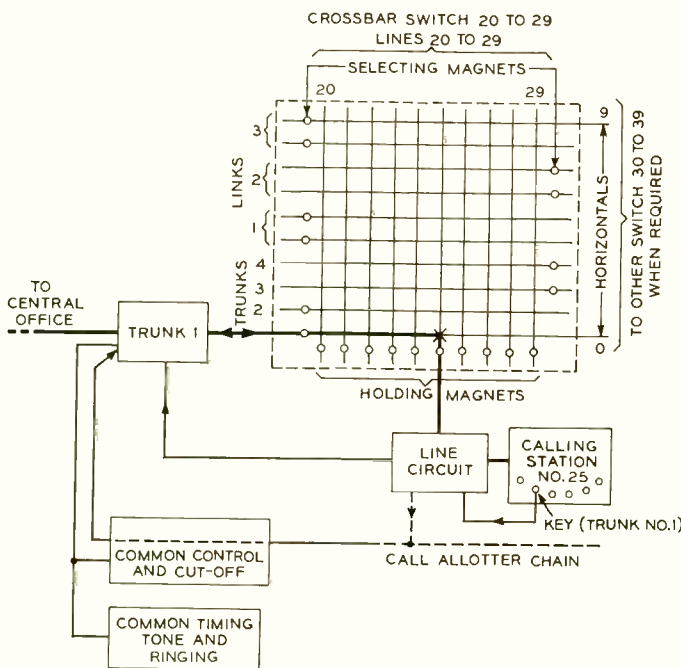 CROSSBAR SWITCH 20 TO 29
LINES 20 TO 29
SELECTING MAGNETS
20
29
9
3
LINKS
2
1
4
TRUNKS
3
2
HORIZONTALS
TO OTHER SWITCH 30 TO 39
WHEN REQUIRED
TO
CENTRAL
OFFICE
TRUNK 1
0
HOLDING MAGNETS
LINE
CIRCUIT
CALLING
STATION
NO. 25
KEY (TRUNK NO.1)
COMMON CONTROL
AND CUT-OFF
CALL ALLOTTER CHAIN
COMMON TIMING
TONE AND
RINGING